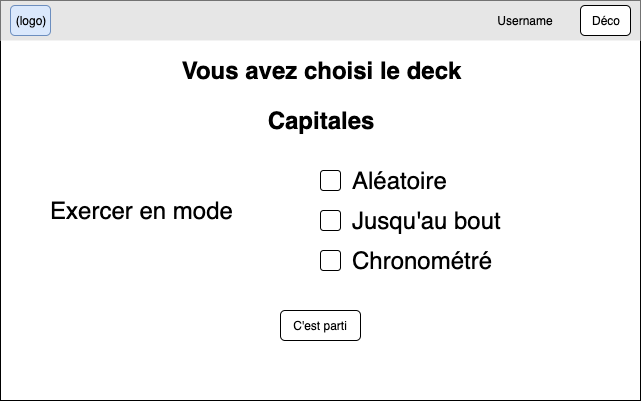 (logo)
Username
Déco
Vous avez choisi le deck
Capitales
Exercer en mode
Aléatoire
Jusqu'au bout
Chronométré
C'est parti